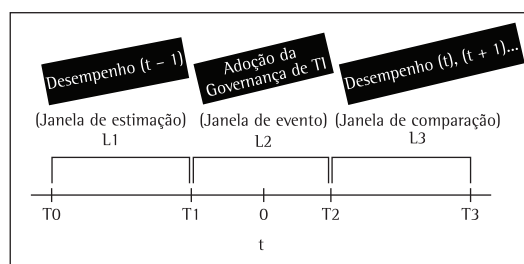 Desempenho (t – 1)
Adoção da
Governança de TI
Desempenho (t), (t + 1)...
(Janela de estimação)
L1
(Janela de evento)
L2
(Janela de comparação)
L3
T0
T1
0
T2
T3
t